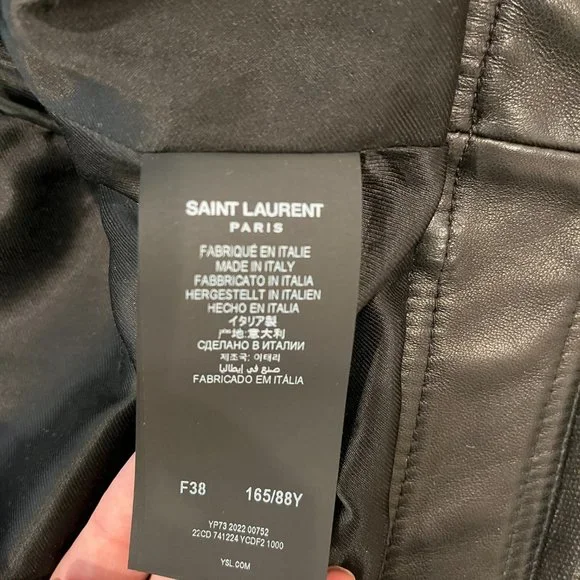 SAINT LAURENT
PARIS
FABRIQUÉ EN ITALIE
MADE IN ITALY
FABBRICATO IN ITALIA
HERGESTELLT IN ITALIEN
HECHO EN ITALIA
イタリア製
地:意大利
СДЕЛАНО В ИТАЛИИ
제조국: 이태리
صنع في إيطاليا
FABRICADO EM ITÁLIA
F38 165/88Y
YP73 2022 00752
22CD 741224 YCDF2 1000
YSL.COM